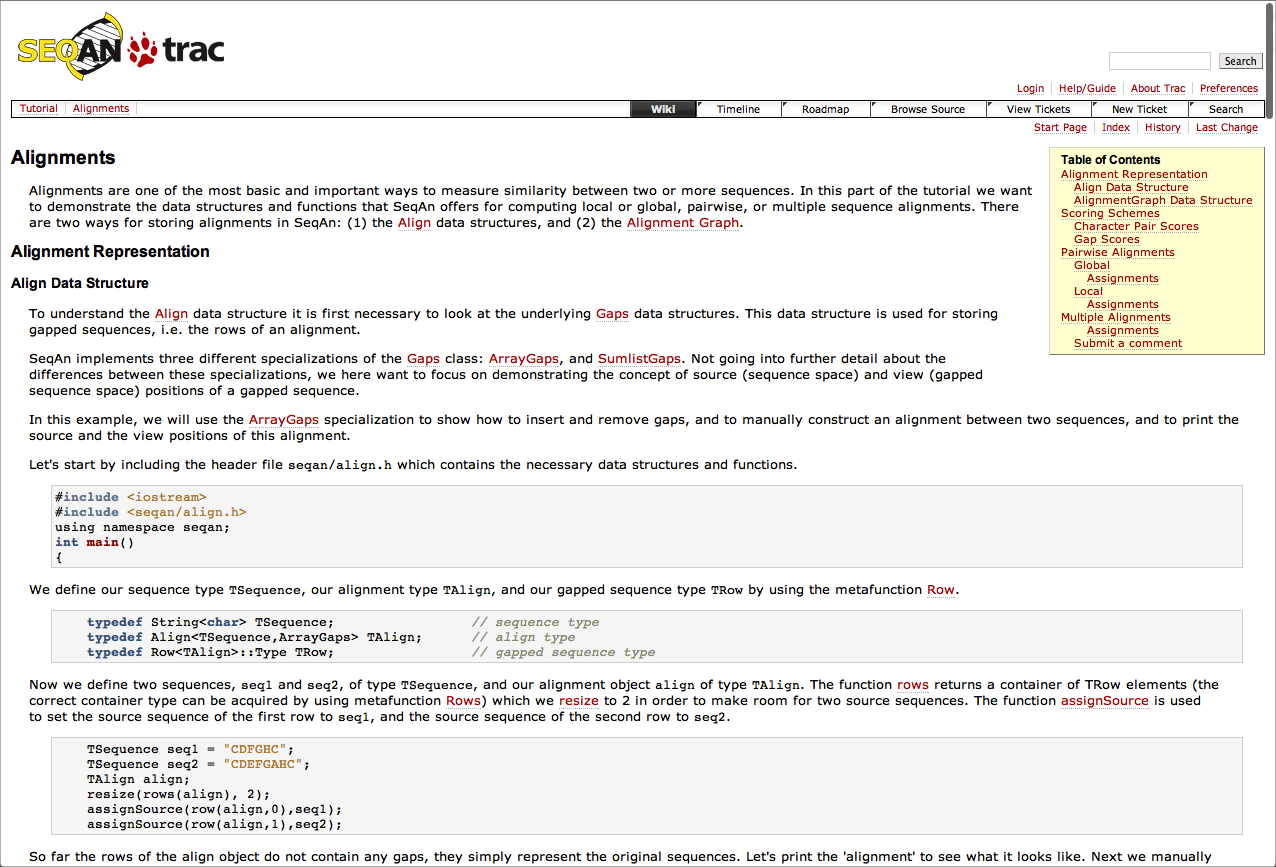 SEQAN trac
Search
Login Help/Guide About Trac Preferences
Tutorial Alignments Wiki Timeline Roadmap Browse Source View Tickets New Ticket Search
Start Page Index History Last Change
Alignments
Alignments are one of the most basic and important ways to measure similarity between two or more sequences. In this part of the tutorial we want
to demonstrate the data structures and functions that SeqAn offers for computing local or global, pairwise, or multiple sequence alignments. There
are two ways for storing alignments in SeqAn: (1) the Align data structures, and (2) the Alignment Graph.
Table of Contents
Alignment Representation
Align Data Structure
AlignmentGraph Data Structure
Scoring Schemes
Character Pair Scores
Gap Scores
Pairwise Alignments
Global
Assignments
Local
Assignments
Multiple Alignments
Assignments
Submit a comment
Alignment Representation
Align Data Structure
To understand the Align data structure it is first necessary to look at the underlying Gaps data structures. This data structure is used for storing
gapped sequences, i.e. the rows of an alignment.
SeqAn implements three different specializations of the Gaps class: ArrayGaps, and SumlistGaps. Not going into further detail about the
differences between these specializations, we here want to focus on demonstrating the concept of source (sequence space) and view (gapped
sequence space) positions of a gapped sequence.
In this example, we will use the ArrayGaps specialization to show how to insert and remove gaps, and to manually construct an alignment between two sequences, and to print the
source and the view positions of this alignment.
Let's start by including the header file seqan/align.h which contains the necessary data structures and functions.
#include <iostream>
#include <seqan/align.h>
using namespace seqan;
int main()
{
We define our sequence type TSequence, our alignment type TAlign, and our gapped sequence type TRow by using the metafunction Row.
typedef String<char> TSequence; // sequence type
typedef Align<TSequence,ArrayGaps> TAlign; // align type
typedef Row<TAlign>::Type TRow; // gapped sequence type
Now we define two sequences, seq1 and seq2, of type TSequence, and our alignment object align of type TAlign. The function rows returns a container of TRow elements (the
correct container type can be acquired by using metafunction Rows) which we resize to 2 in order to make room for two source sequences. The function assignSource is used
to set the source sequence of the first row to seq1, and the source sequence of the second row to seq2.
TSequence seq1 = "CDFGHC";
TSequence seq2 = "CDEFGAHC";
TAlign align;
resize(rows(align), 2);
assignSource(row(align,0),seq1);
assignSource(row(align,1),seq2);
So far the rows of the align object do not contain any gaps, they simply represent the original sequences. Let's print the 'alignment' to see what it looks like. Next we manually